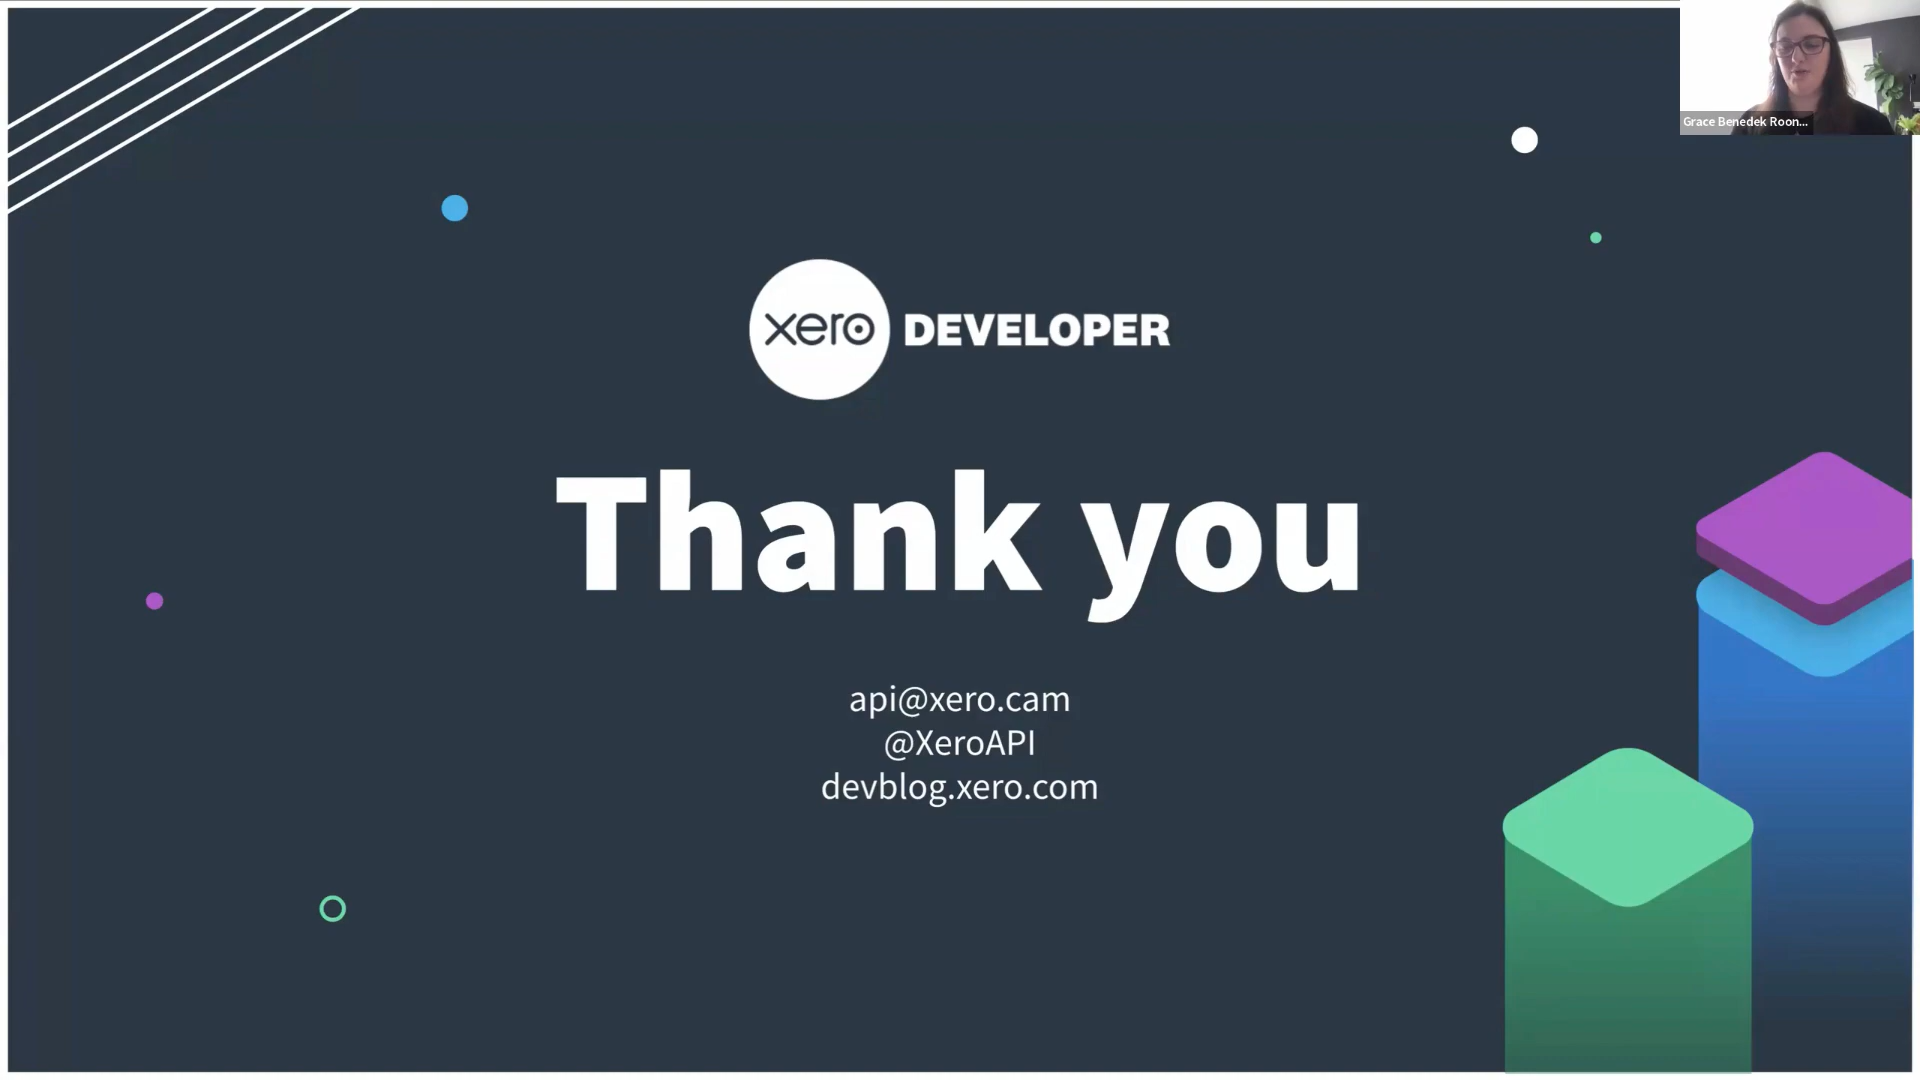 Grace Benedek Roon...
xero DEVELOPER
Thank you
api@xero.cam
@XeroAPI
devblog.xero.com